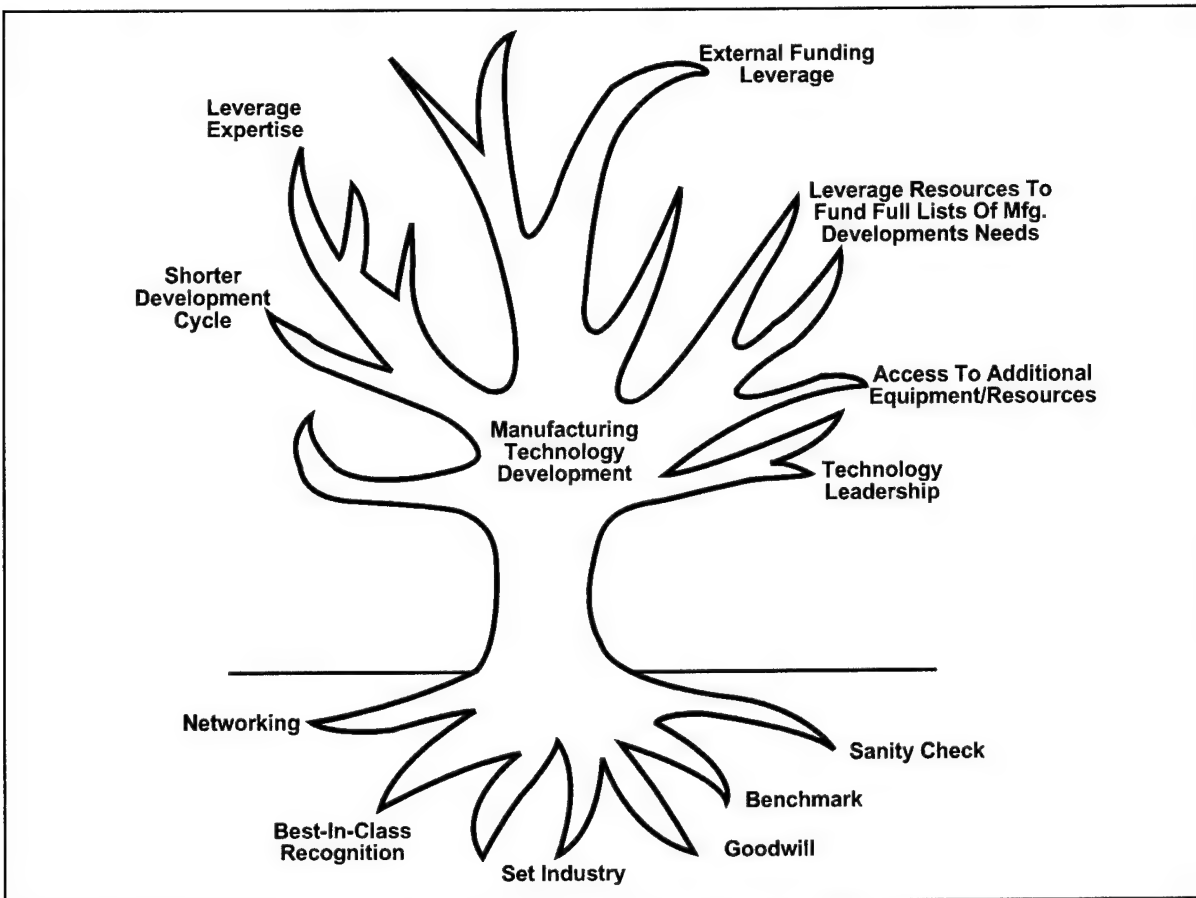 External Funding
Leverage
Leverage
Expertise
Leverage Resources To
Fund Full Lists Of Mfg.
Developments Needs
Shorter
Development
Cycle
Access To Additional
Equipment/Resources
Manufacturing
Technology
Development
Technology
Leadership
Networking
Sanity Check
Benchmark
Best-In-Class
Recognition
Goodwill
Set Industry